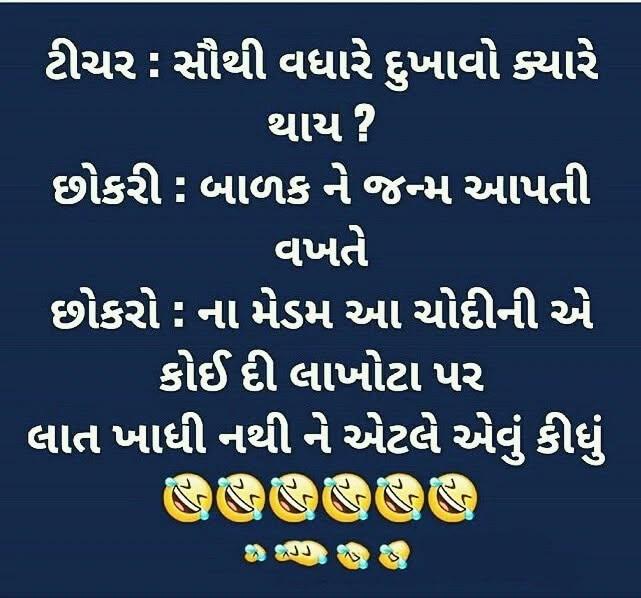 ટીચર : સૌથી વધારે દુખાવો ક્યારે
થાય ?
છોકરી : બાળક ને જન્મ આપતી
વખતે
છોકરો : ના મેડમ આ ચોદીની એ
કોઈ દી લાખોટા પર
લાત ખાધી નથી ને એટલે એવું કીધું
🤣🤣🤣🤣🤣🤣